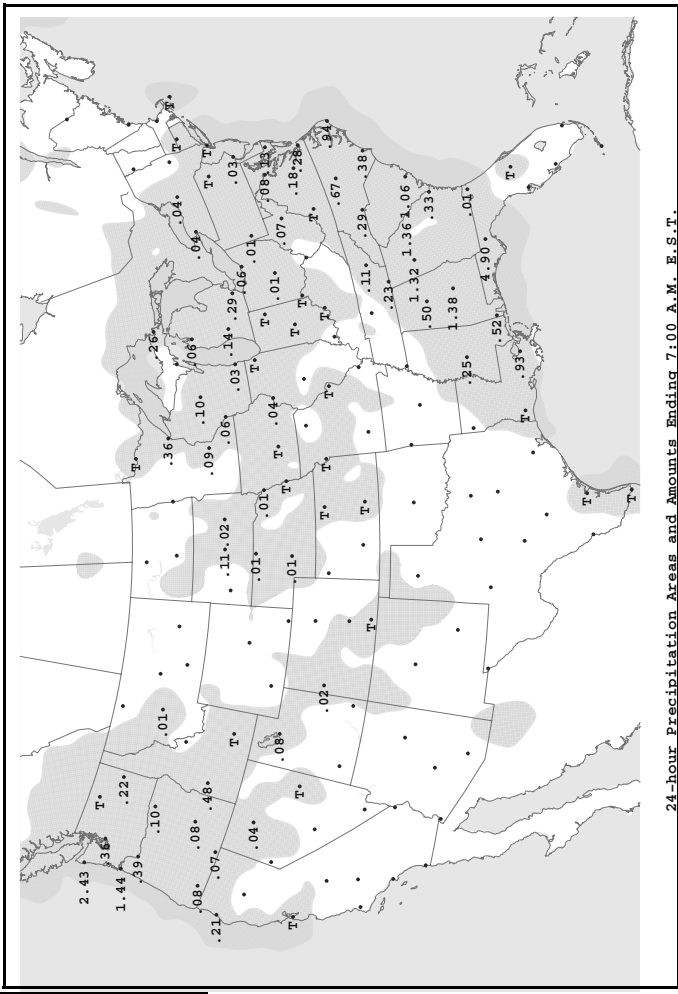 2.43
T
.36
1.44
.22
.39
T
.26
.10
.01
.36
T
T
.04
.06
.04
.08
.08
.10
T
.48
T
.09
.07
.21
.11 .02
.06
.14
.29
.03
T
.03
.06
.01
.04
T
.01
.01
T
.08 .13
.04
.01
T
.08
.07
T
.01
T
T
.18 .28
T
T
T
.02
T
T
T
.94
T
.67
.29
.38
T
.11
T
.23
1.36 1.06
1.32
.50
.33
1.38
.25
.01
4.90
.52
T
.93
T
T
T
24-hour Precipitation Areas and Amounts Ending 7:00 A.M. E.S.T.